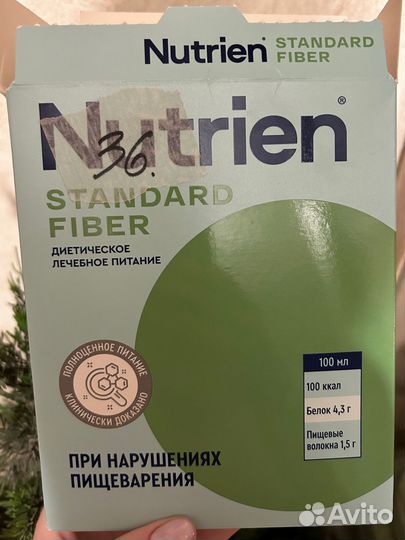 Nutrien® STANDARD
FIBER
Nutrien®
36.
STANDARD
FIBER
ДИЕТИЧЕСКОЕ
ЛЕЧЕБНОЕ ПИТАНИЕ
ПОЛНОЦЕННОЕ ПИТАНИЕ
КЛИНИЧЕСКИ ДОКАЗАНО
100 мл
100 ккал
Белок 4,3 г
Пищевые
волокна 1,5 г
ПРИ НАРУШЕНИЯХ
ПИЩЕВАРЕНИЯ
Avito